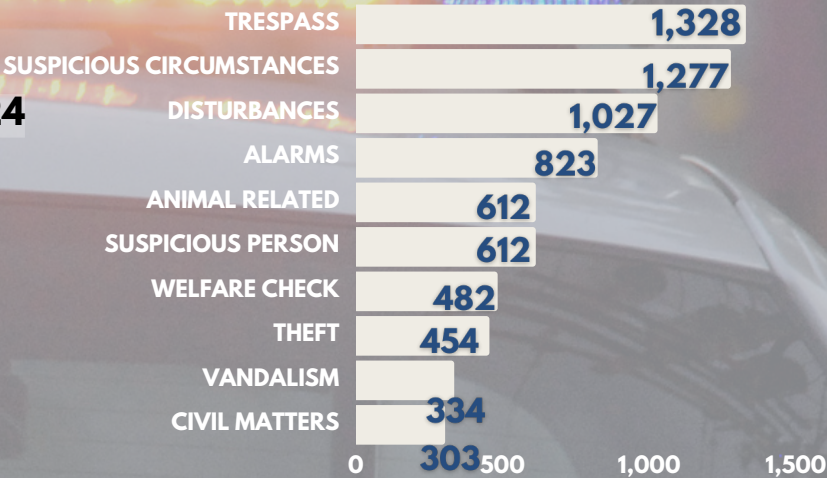 TRESPASS 1,328
SUSPICIOUS CIRCUMSTANCES 1,277
24
DISTURBANCES 1,027
ALARMS 823
ANIMAL RELATED 612
SUSPICIOUS PERSON 612
WELFARE CHECK 482
THEFT 454
VANDALISM 334
CIVIL MATTERS 303
0 500 1,000 1,500